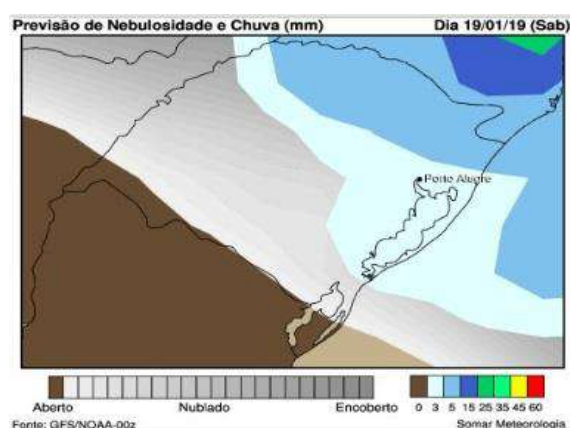 Previsão de Nebulosidade e Chuva (mm) Dia 19/01/19 (Sab)
Porto Alegre
Aberto Nublado Encoberto 0 3 5 15 25 35 45 60
Fonte: GFS/NOAA-00z Somar Meteorologia